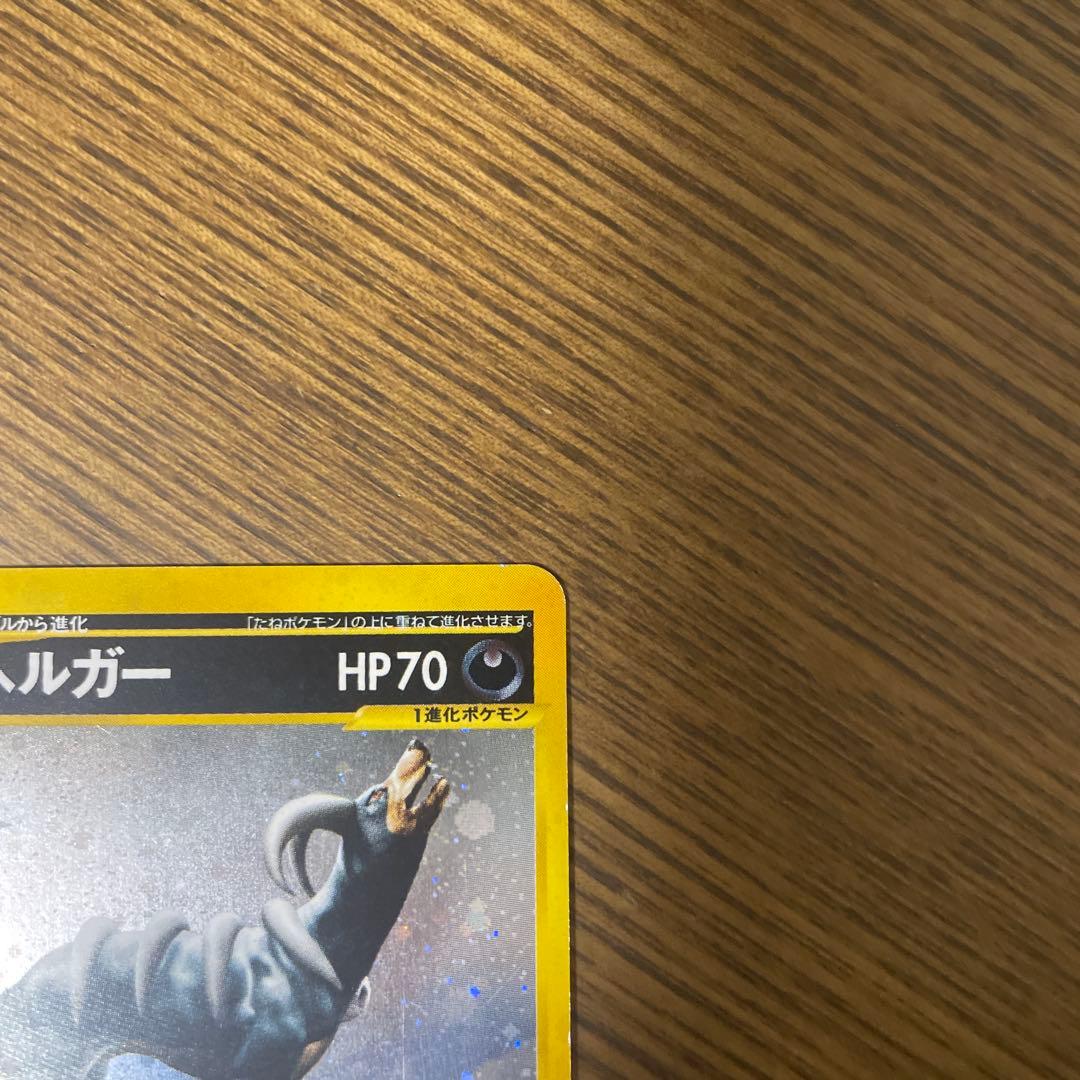 ルから進化 「たねポケモン」の上に重ねて進化させます。
ヘルガー HP70
1進化ポケモン